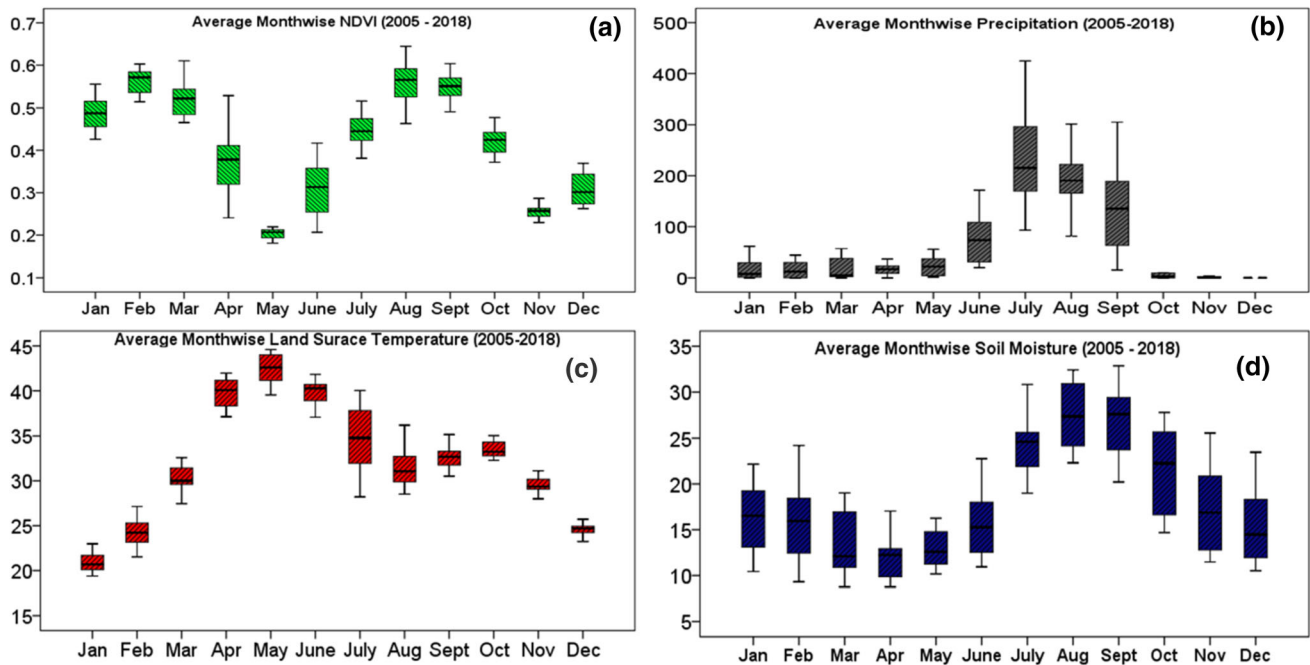 Average Monthwise NDVI (2005 - 2018)
(a)
0.7
0.6
0.5
0.4
0.3
0.2
0.1
Jan Feb Mar Apr May June July Aug Sept Oct Nov Dec
Average Monthwise Precipitation (2005-2018)
(b)
500
400
300
200
100
0
Jan Feb Mar Apr May June July Aug Sept Oct Nov Dec
Average Monthwise Land Surace Temperature (2005-2018)
(c)
45
40
35
30
25
20
15
Jan Feb Mar Apr May Jun July Aug Sept Oct Nov Dec
Average Monthwise Soil Moisture (2005 - 2018)
(d)
35
30
25
20
15
10
5
Jan Feb Mar Apr May June July Aug Sept Oct Nov Dec